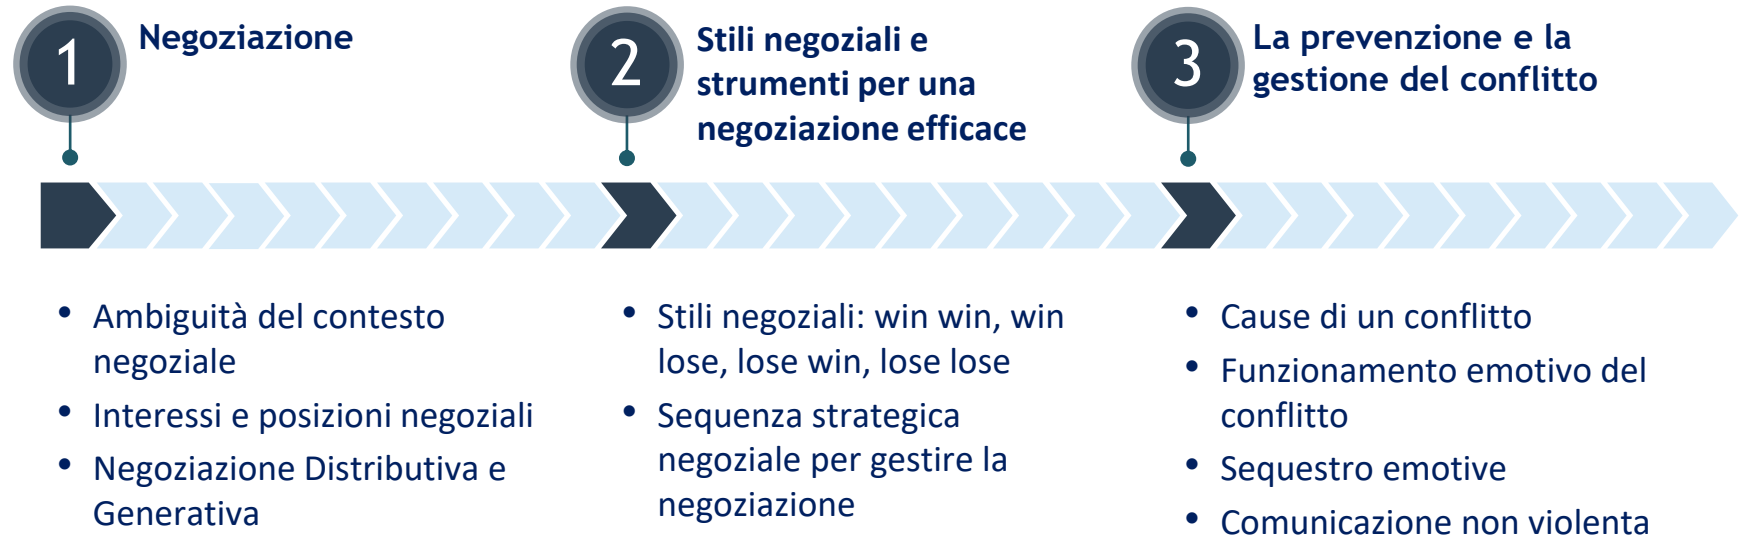 1
Negoziazione
2
Stili negoziali e
strumenti per una
negoziazione efficace
3
La prevenzione e la
gestione del conflitto
• Ambiguità del contesto
negoziale
• Interessi e posizioni negoziali
• Negoziazione Distributiva e
Generativa
• Stili negoziali: win win, win
lose, lose win, lose lose
• Sequenza strategica
negoziale per gestire la
negoziazione
• Cause di un conflitto
• Funzionamento emotivo del
conflitto
• Sequestro emotive
• Comunicazione non violenta